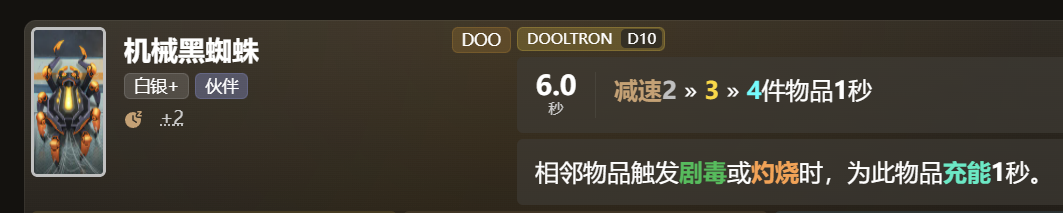 机械黑蜘蛛
白银+ 伙伴
+2
DOO
DOOLTRON D10
6.0
秒
减速2 » 3 » 4件物品1秒
相邻物品触发剧毒或灼烧时，为此物品充能1秒。